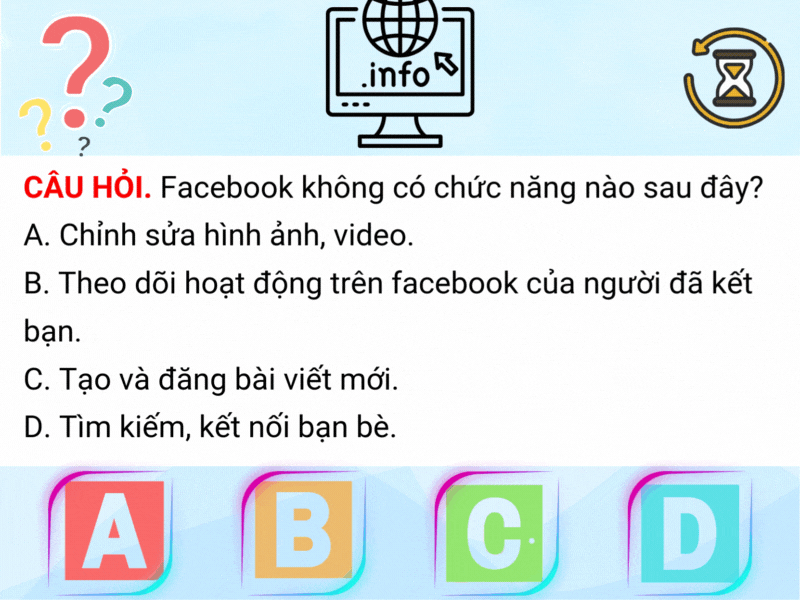 .info
CÂU HỎI. Facebook không có chức năng nào sau đây?
A. Chỉnh sửa hình ảnh, video.
B. Theo dõi hoạt động trên facebook của người đã kết
bạn.
C. Tạo và đăng bài viết mới.
D. Tìm kiếm, kết nối bạn bè.
A B C D